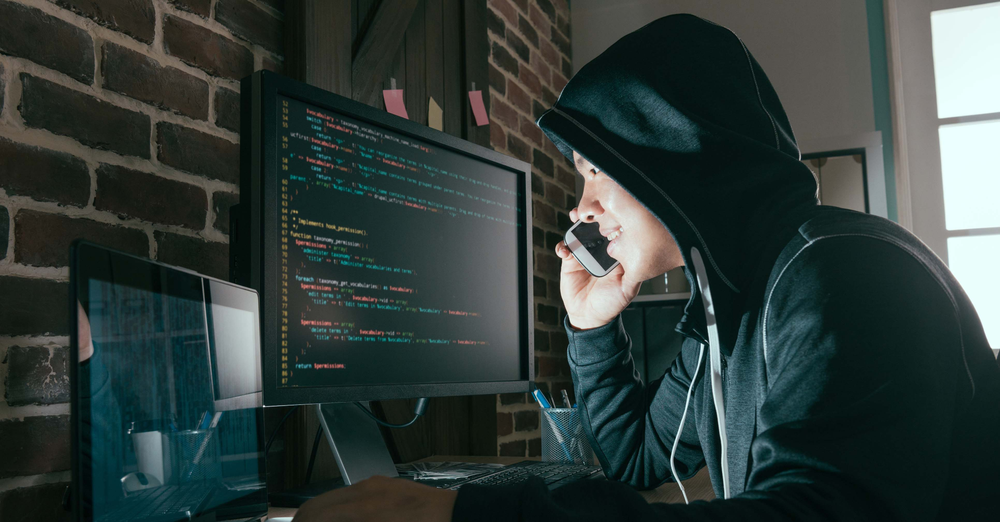 52
53 $vocabulary = taxonomy_vocabulary_machine_name_load($arg[3]);
54 switch ($vocabulary->hierarchy) {
55 case 0:
return '<p>' . t('You can reorganize the terms in %capital_name using their drag-and-drop handles, and
ucfirst($vocabulary->name), '%name' => $vocabulary->name)) . '</p>';
56 case 1:
57 return '<p>' . t('%capital_name contains terms grouped under parent terms. You can reorganize the terms in
=> $vocabulary->name)) . '</p>';
58 case 2:
59 return '<p>' . t('%capital_name contains terms with multiple parents. Drag and drop of terms with multiple
parent.', array('%capital_name' => drupal_ucfirst($vocabulary->name))) . '</p>';
60 }
61 }
62 }
63
64 /**
65 * Implements hook_permission().
66 */
67 function taxonomy_permission() {
68 $permissions = array(
69 'administer taxonomy' => array(
70 'title' => t('Administer vocabularies and terms'),
71 ),
72 );
73 foreach (taxonomy_get_vocabularies() as $vocabulary) {
74 $permissions += array(
75 'edit terms in ' . $vocabulary->vid => array(
76 'title' => t('Edit terms in %vocabulary', array('%vocabulary' => $vocabulary->name)),
77 ),
78 );
79 $permissions += array(
80 'delete terms in ' . $vocabulary->vid => array(
81 'title' => t('Delete terms from %vocabulary', array('%vocabulary' => $vocabulary->name)),
82 ),
83 );
84 }
85 return $permissions;
86 }
87